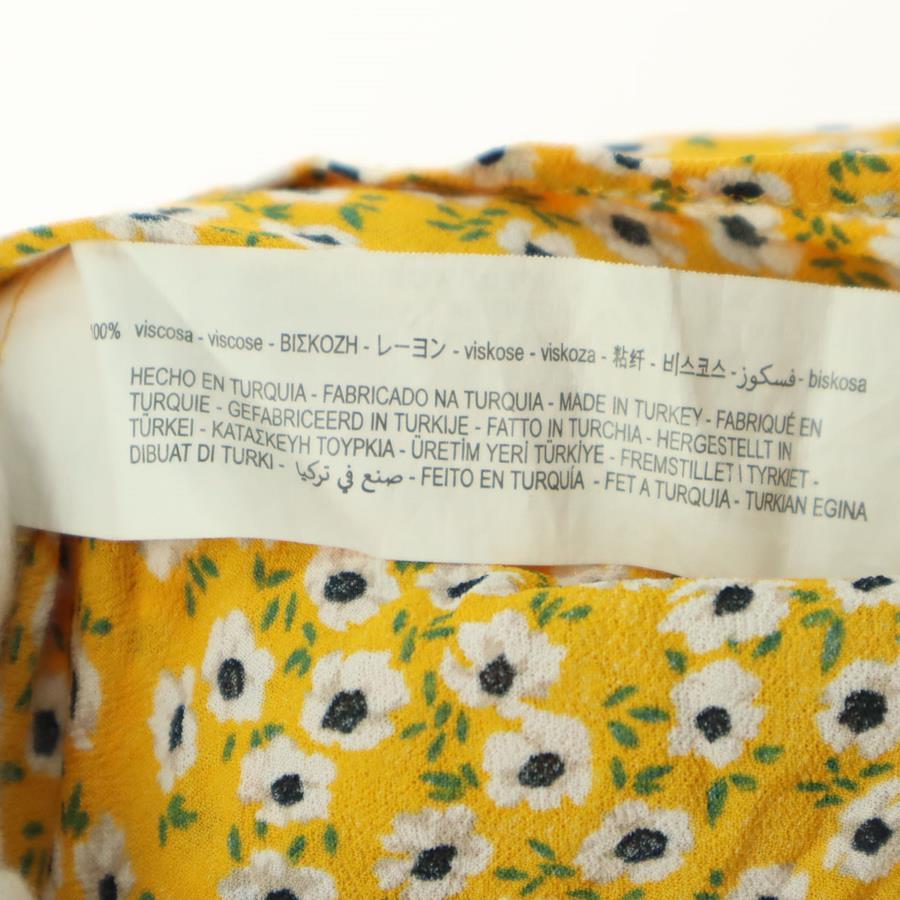 00% viscosa - viscose - ΒΙΣΚΟΖΗ - レーヨン - viskose - viskoza - 粘纤 - 비스코스 - فسكوز - biskosa
HECHO EN TURQUIA - FABRICADO NA TURQUIA - MADE IN TURKEY - FABRIQUÉ EN
TURQUIE - GEFABRICEERD IN TURKIJE - FATTO IN TURCHIA - HERGESTELLT IN
TÜRKEI - ΚΑΤΑΣΚΕΥΗ ΤΟΥΡΚΙΑ - ÜRETİM YERİ TÜRKİYE - FREMSTILLET I TYRKIET -
DIBUAT DI TURKI - صنع في تركيا - FEITO EN TURQUÍA - FET A TURQUIA - TURKIAN EGINA